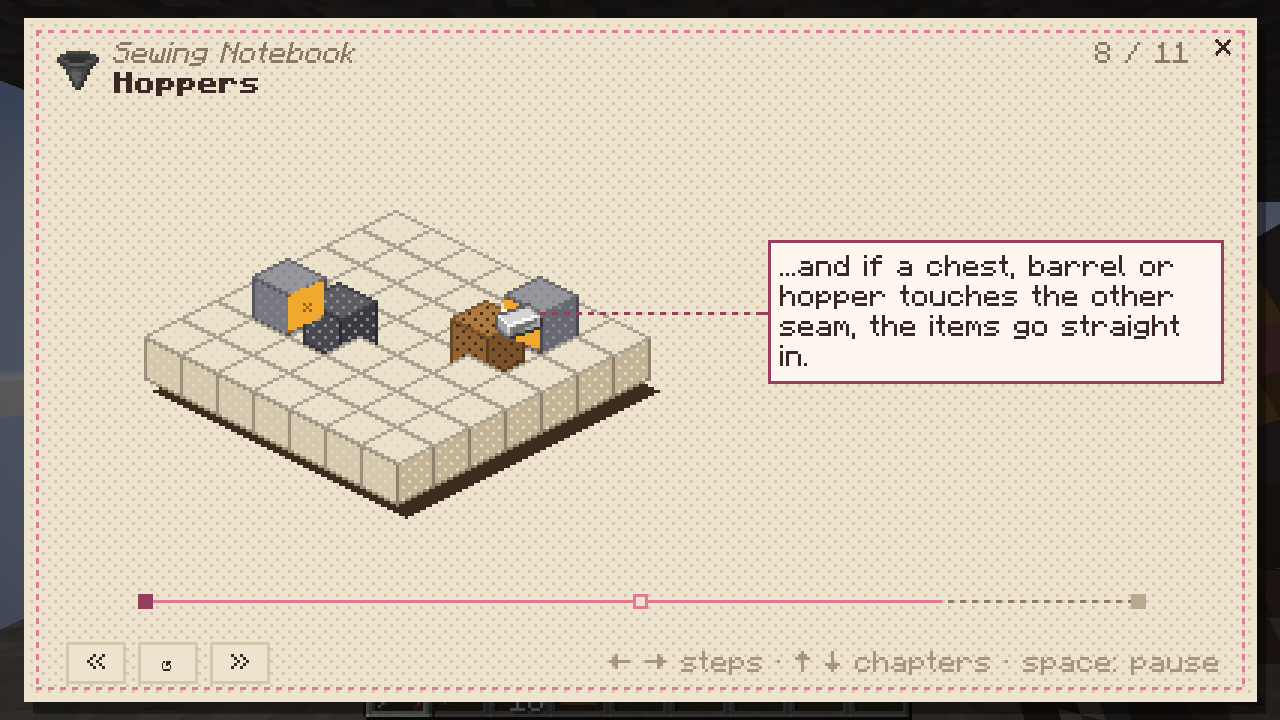 Sewing Notebook
Hoppers
8 / 11
×
...and if a chest, barrel or
hopper touches the other
seam, the items go straight
in.
← → steps · ↑ ↓ chapters · space: pause